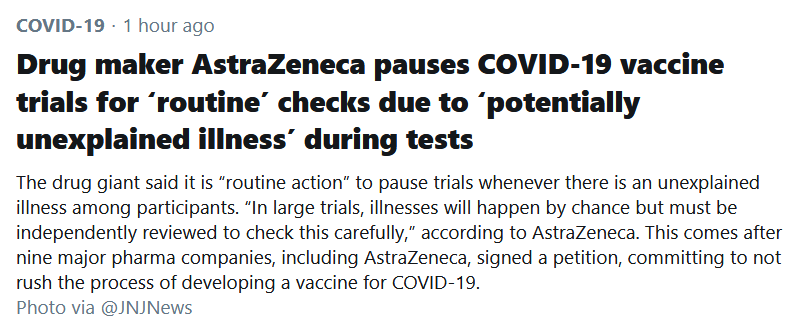 COVID-19 · 1 hour ago
Drug maker AstraZeneca pauses COVID-19 vaccine
trials for ‘routine’ checks due to ‘potentially
unexplained illness’ during tests
The drug giant said it is “routine action” to pause trials whenever there is an unexplained
illness among participants. “In large trials, illnesses will happen by chance but must be
independently reviewed to check this carefully,” according to AstraZeneca. This comes after
nine major pharma companies, including AstraZeneca, signed a petition, committing to not
rush the process of developing a vaccine for COVID-19.
Photo via @JNJNews